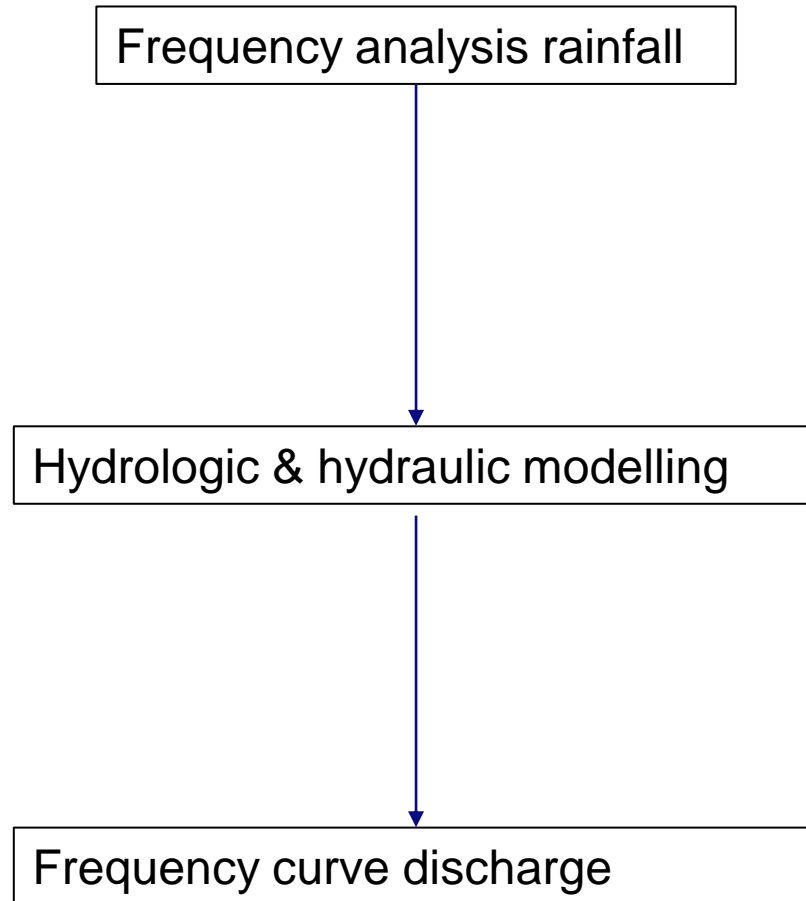 Frequency analysis rainfall
Hydrologic & hydraulic modelling
Frequency curve discharge